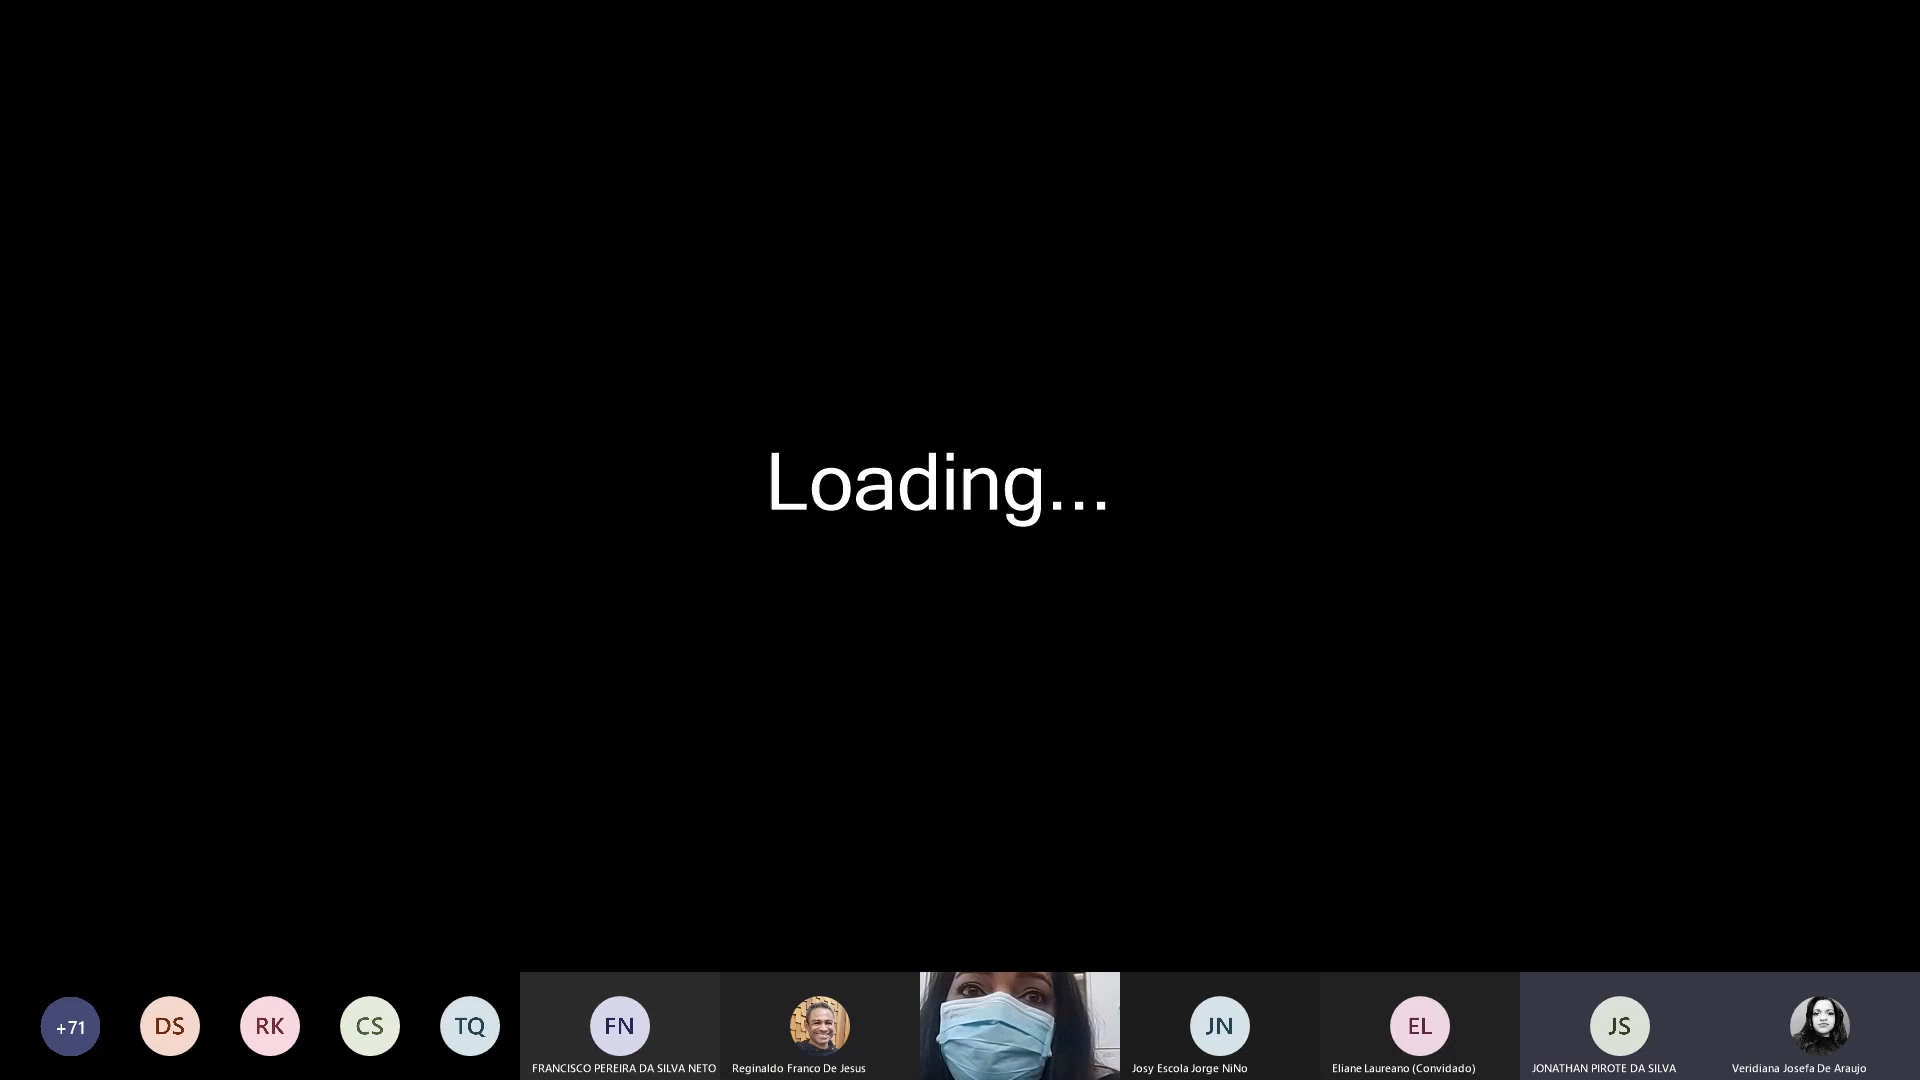 Loading...
+71
DS
RK
CS
TQ
FN
JN
EL
JS
FRANCISCO PEREIRA DA SILVA NETO
Reginaldo Franco De Jesus
Josy Escola Jorge NiNo
Eliane Laureano (Convidado)
JONATHAN PIROTE DA SILVA
Veridiana Josefa De Araujo